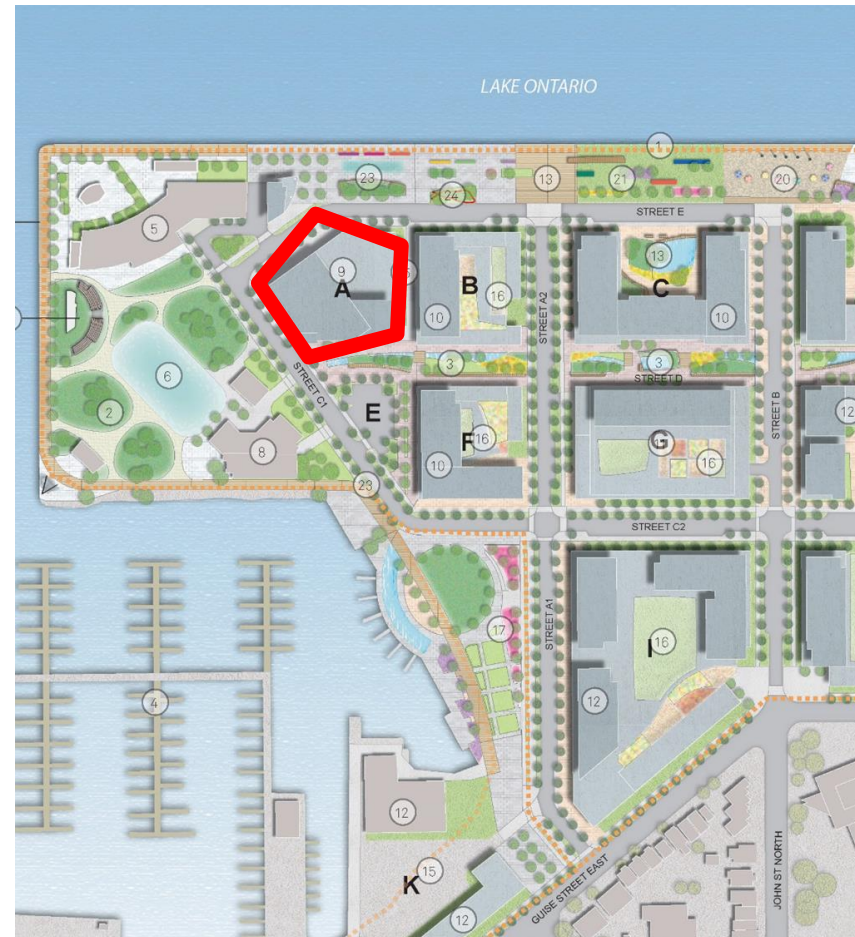 LAKE ONTARIO
1
23
24
13
21
20
STREET E
5
9
A
B
16
10
STREET A2
13
C
10
3
3
STREET D
STREET C1
6
2
E
8
F
16
10
G
16
STREET B
12
23
STREET C2
17
STREET A1
I
16
12
4
12
K
15
12
GUISE STREET EAST
JOHN ST NORTH